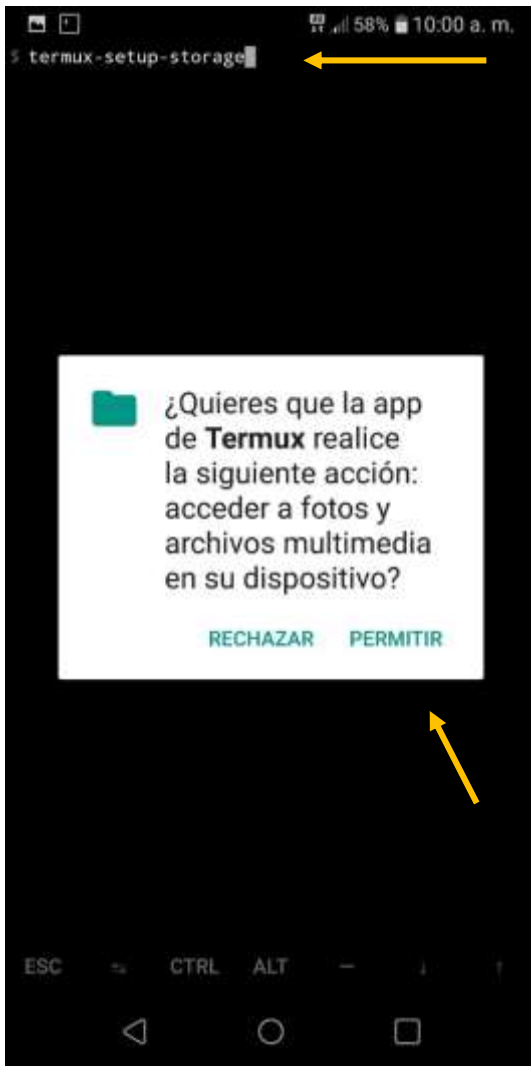 58% 10:00 a. m.
$ termux-setup-storage
¿Quieres que la app
de Termux realice
la siguiente acción:
acceder a fotos y
archivos multimedia
en su dispositivo?
RECHAZAR PERMITIR
ESC CTRL ALT — ↓ ↑